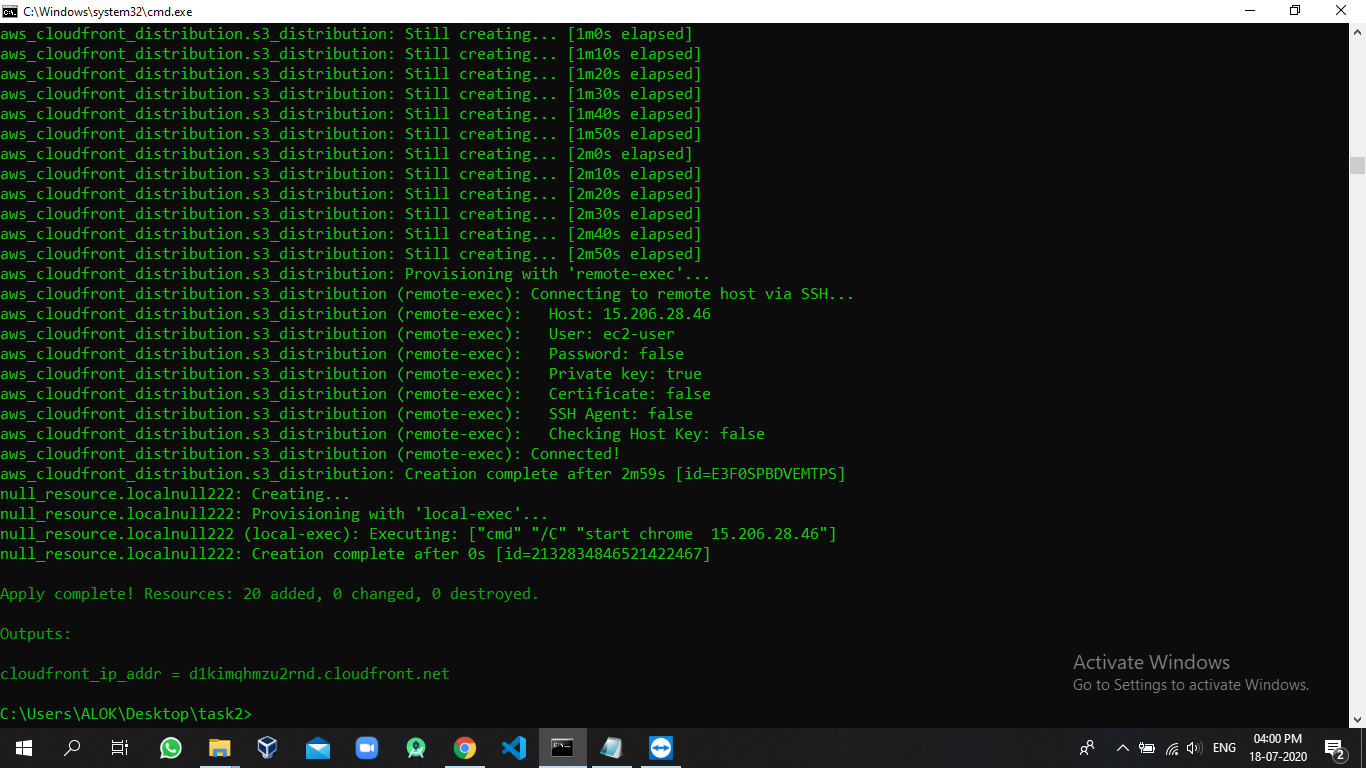 C:\Windows\system32\cmd.exe
aws_cloudfront_distribution.s3_distribution: Still creating... [1m0s elapsed]
aws_cloudfront_distribution.s3_distribution: Still creating... [1m10s elapsed]
aws_cloudfront_distribution.s3_distribution: Still creating... [1m20s elapsed]
aws_cloudfront_distribution.s3_distribution: Still creating... [1m30s elapsed]
aws_cloudfront_distribution.s3_distribution: Still creating... [1m40s elapsed]
aws_cloudfront_distribution.s3_distribution: Still creating... [1m50s elapsed]
aws_cloudfront_distribution.s3_distribution: Still creating... [2m0s elapsed]
aws_cloudfront_distribution.s3_distribution: Still creating... [2m10s elapsed]
aws_cloudfront_distribution.s3_distribution: Still creating... [2m20s elapsed]
aws_cloudfront_distribution.s3_distribution: Still creating... [2m30s elapsed]
aws_cloudfront_distribution.s3_distribution: Still creating... [2m40s elapsed]
aws_cloudfront_distribution.s3_distribution: Still creating... [2m50s elapsed]
aws_cloudfront_distribution.s3_distribution: Provisioning with 'remote-exec'...
aws_cloudfront_distribution.s3_distribution (remote-exec): Connecting to remote host via SSH...
aws_cloudfront_distribution.s3_distribution (remote-exec):   Host: 15.206.28.46
aws_cloudfront_distribution.s3_distribution (remote-exec):   User: ec2-user
aws_cloudfront_distribution.s3_distribution (remote-exec):   Password: false
aws_cloudfront_distribution.s3_distribution (remote-exec):   Private key: true
aws_cloudfront_distribution.s3_distribution (remote-exec):   Certificate: false
aws_cloudfront_distribution.s3_distribution (remote-exec):   SSH Agent: false
aws_cloudfront_distribution.s3_distribution (remote-exec):   Checking Host Key: false
aws_cloudfront_distribution.s3_distribution (remote-exec): Connected!
aws_cloudfront_distribution.s3_distribution: Creation complete after 2m59s [id=E3F0SPBDVEMTPS]
null_resource.localnull222: Creating...
null_resource.localnull222: Provisioning with 'local-exec'...
null_resource.localnull222 (local-exec): Executing: ["cmd" "/C" "start chrome  15.206.28.46"]
null_resource.localnull222: Creation complete after 0s [id=2132834846521422467]
Apply complete! Resources: 20 added, 0 changed, 0 destroyed.
Outputs:
cloudfront_ip_addr = d1kimqhmzu2rnd.cloudfront.net
C:\Users\ALOK\Desktop\task2>
Activate Windows
Go to Settings to activate Windows.
ENG
04:00 PM
18-07-2020
2